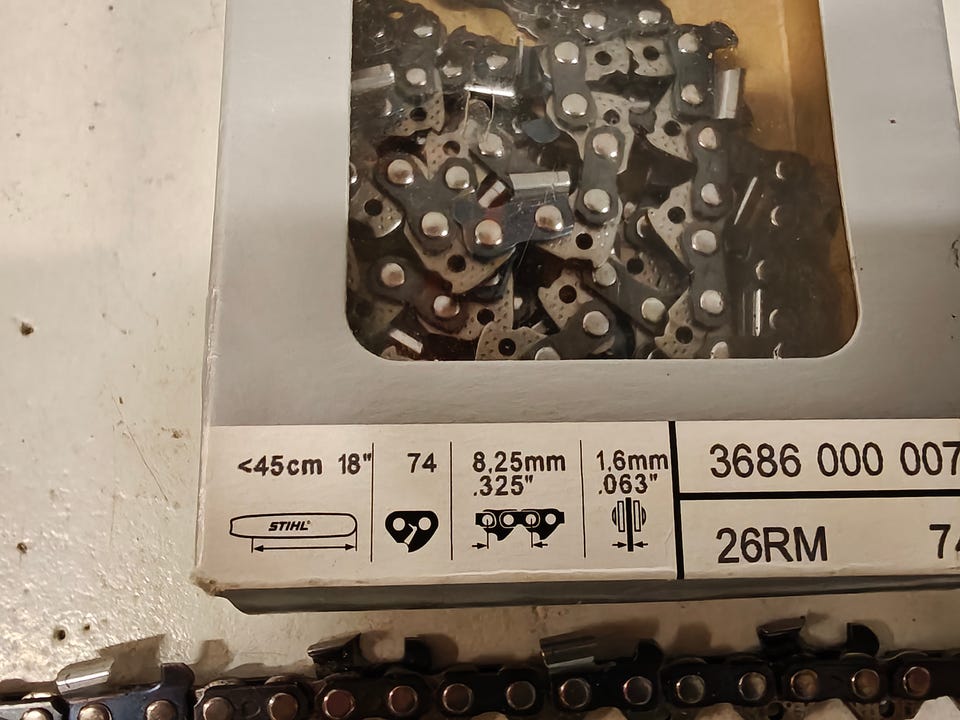 <45cm 18"
74
8,25mm
.325"
1,6mm
.063"
3686 000 007
STIHL®
26RM